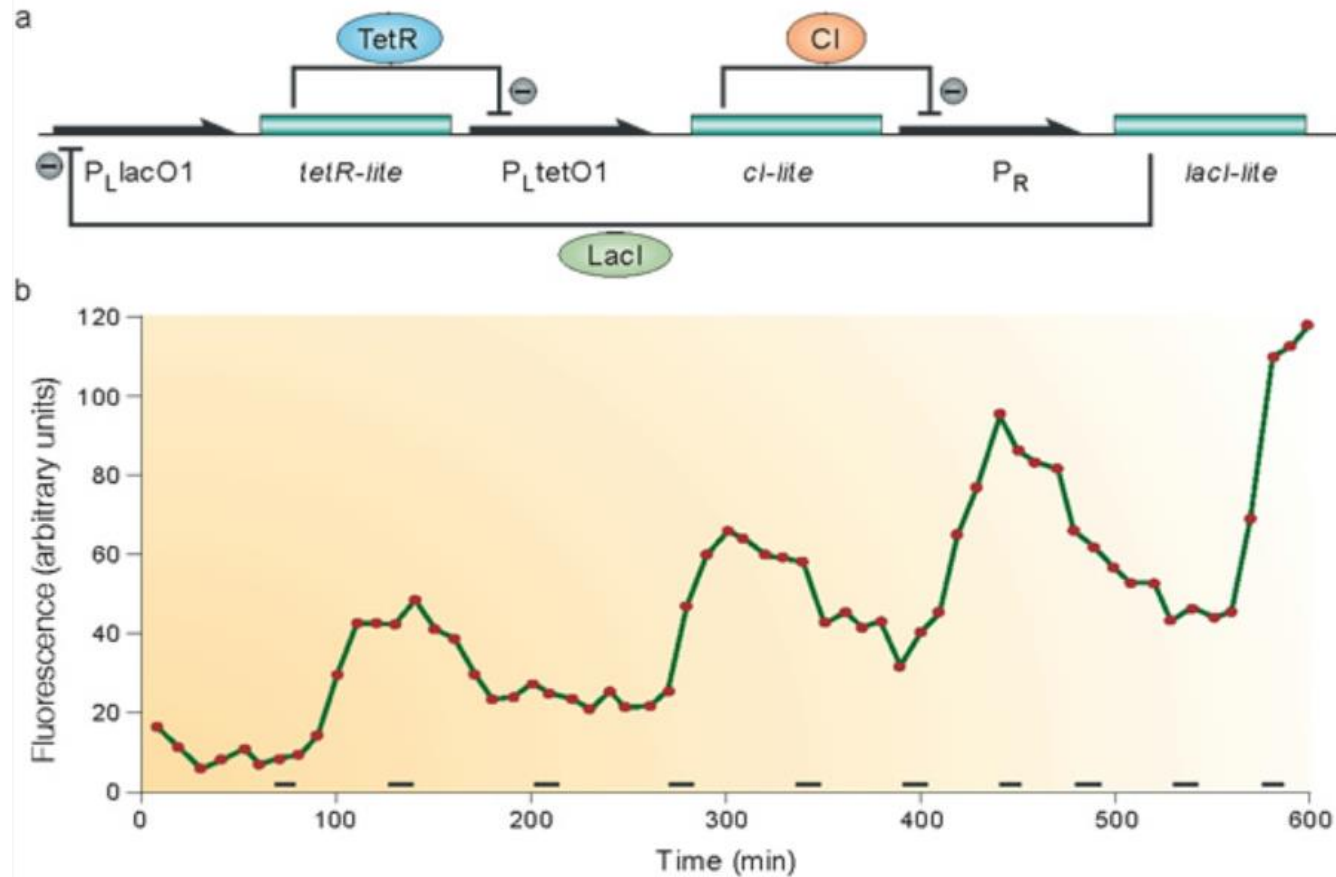 a
TetR
CI
−
−
−
PLlacO1 tetR-lite PLtetO1 cI-lite PR lacI-lite
LacI
b
120
100
80
60
40
20
0
Fluorescence (arbitrary units)
0 100 200 300 400 500 600
Time (min)